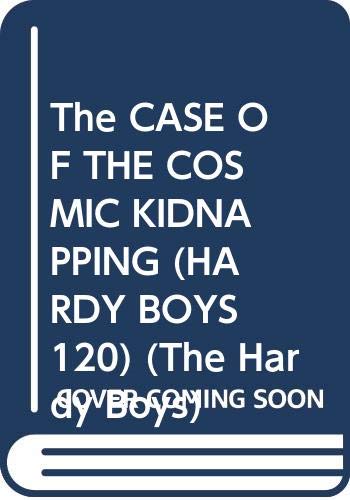 The CASE O
F THE COS
MIC KIDNA
PPING (HA
RDY BOYS
120) (The Har
dy Boys)
COVER COMING SOON